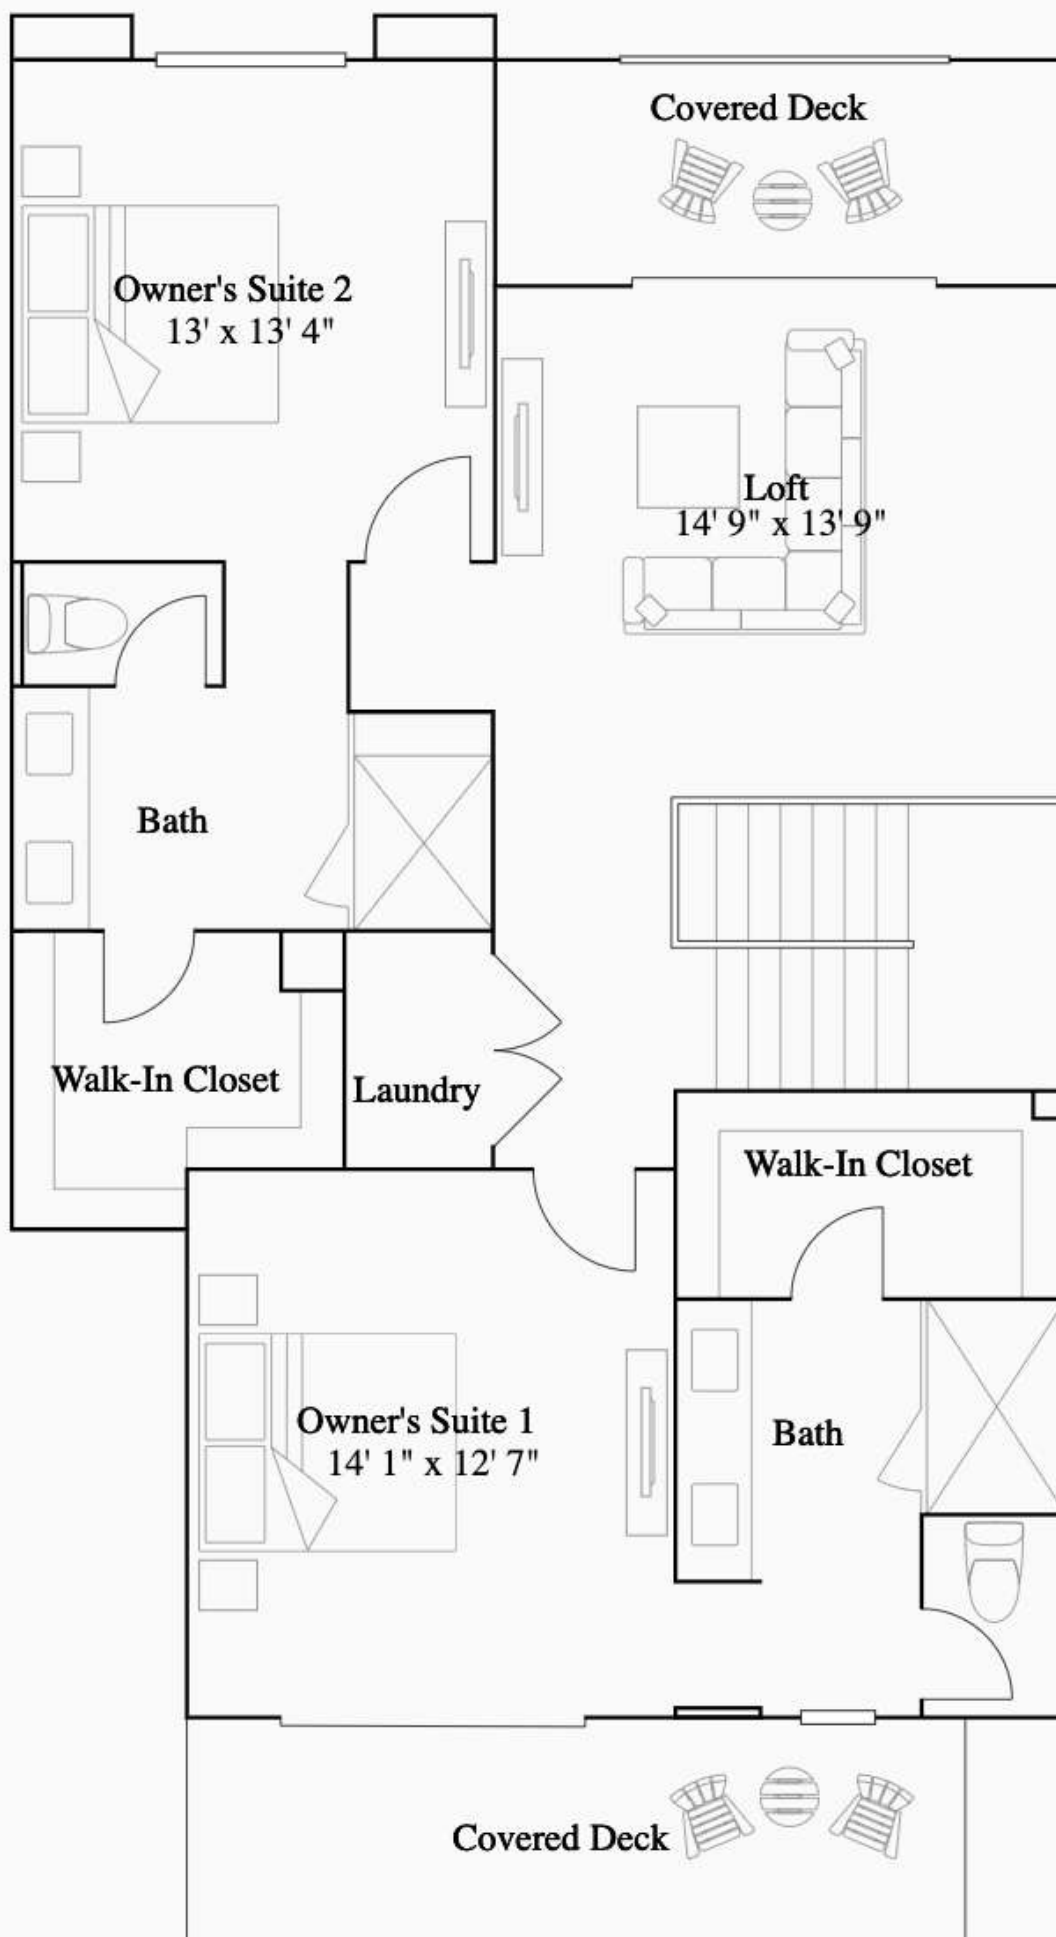 Covered Deck
Owner's Suite 2
13' x 13' 4"
Loft
14' 9" x 13' 9"
Bath
Walk-In Closet
Laundry
Walk-In Closet
Owner's Suite 1
14' 1" x 12' 7"
Bath
Covered Deck